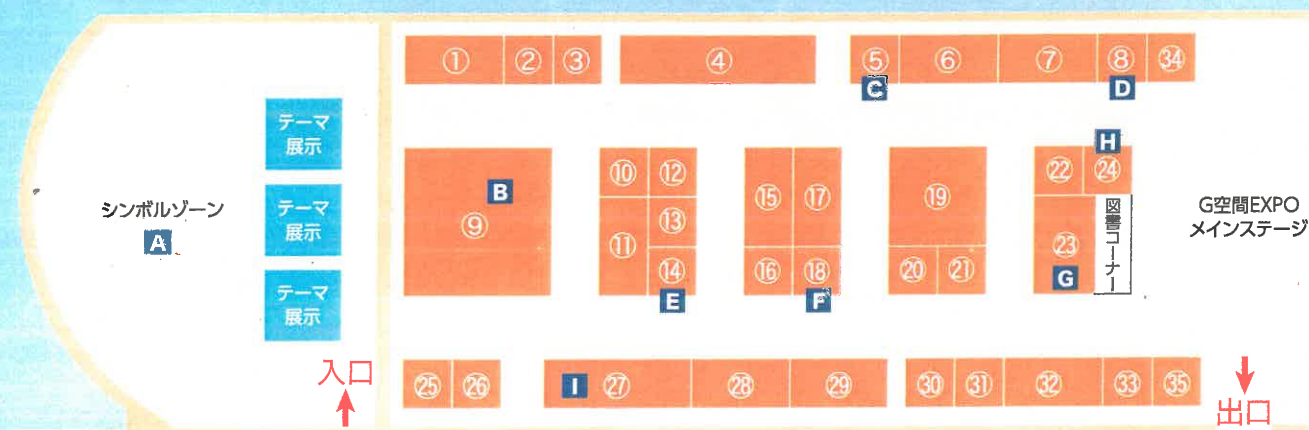 ① ② ③ ④ ⑤ ⑥ ⑦ ⑧ ㉞
C D
テーマ
展示
H
⑩ ⑫ ㉒ ㉔
B
⑮ ⑰ ⑲
シンボルゾーン
A
テーマ
展示
⑨
⑬
⑪
㉓
図書コーナー
G空間EXPO
メインステージ
⑭ ⑯ ⑱ ⑳ ㉑
G
E F
テーマ
展示
入口
㉕ ㉖ I ㉗ ㉘ ㉙ ㉚ ㉛ ㉜ ㉝ ㉟
出口